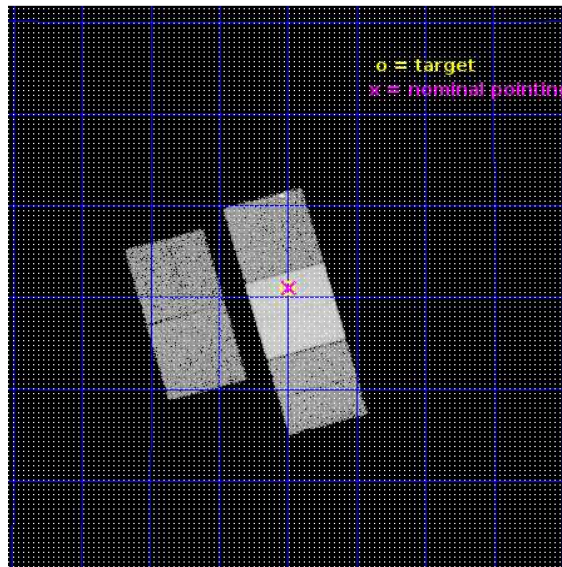 o = target
x = nominal pointing